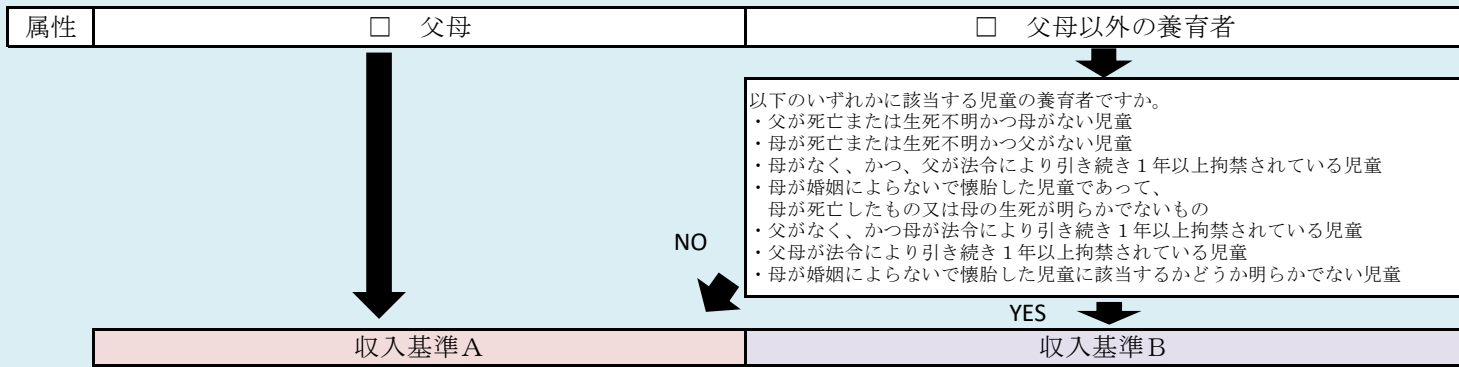 属性
□ 父母
□ 父母以外の養育者
以下のいずれかに該当する児童の養育者ですか。
・父が死亡または生死不明かつ母がない児童
・母が死亡または生死不明かつ父がない児童
・母がなく、かつ、父が法令により引き続き１年以上拘禁されている児童
・母が婚姻によらないで懐胎した児童であって、
母が死亡したもの又は母の生死が明らかでないもの
・父がなく、かつ母が法令により引き続き１年以上拘禁されている児童
・父母が法令により引き続き１年以上拘禁されている児童
・母が婚姻によらないで懐胎した児童に該当するかどうか明らかでない児童
NO
YES
収入基準Ａ
収入基準Ｂ